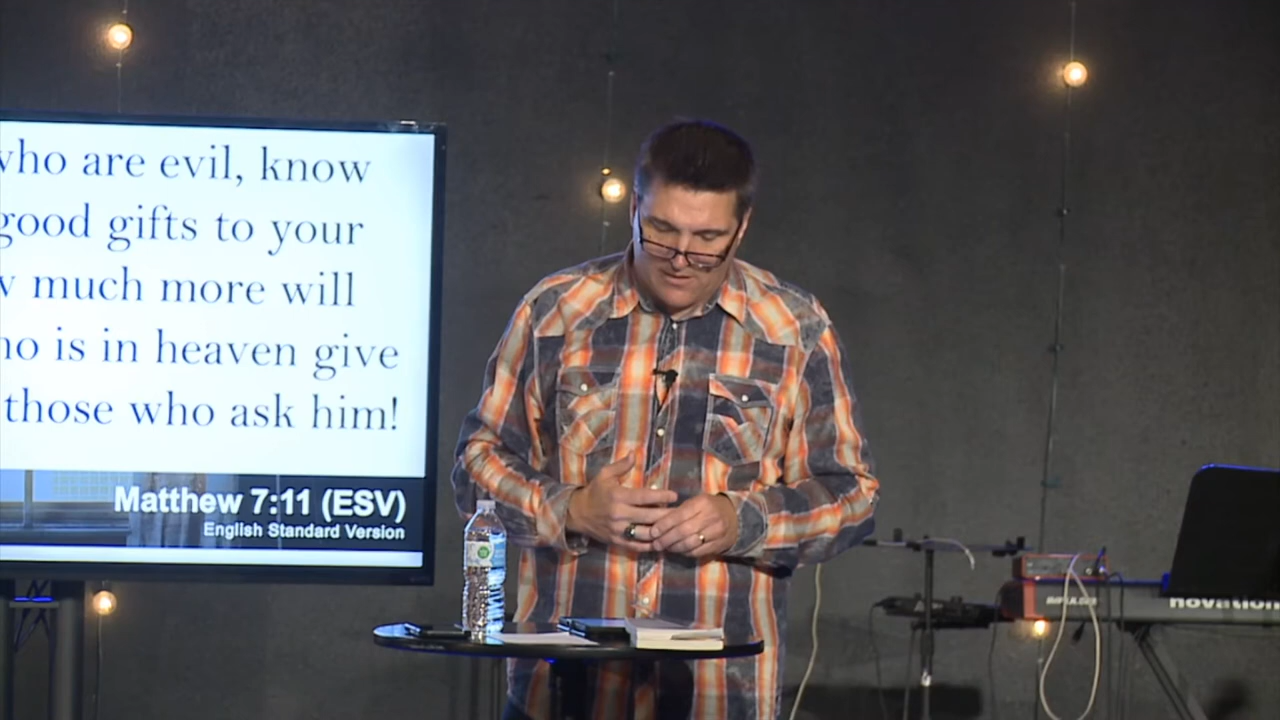 who are evil, know
good gifts to your
much more will
is in heaven give
those who ask him!
Matthew 7:11 (ESV)
English Standard Version
novation